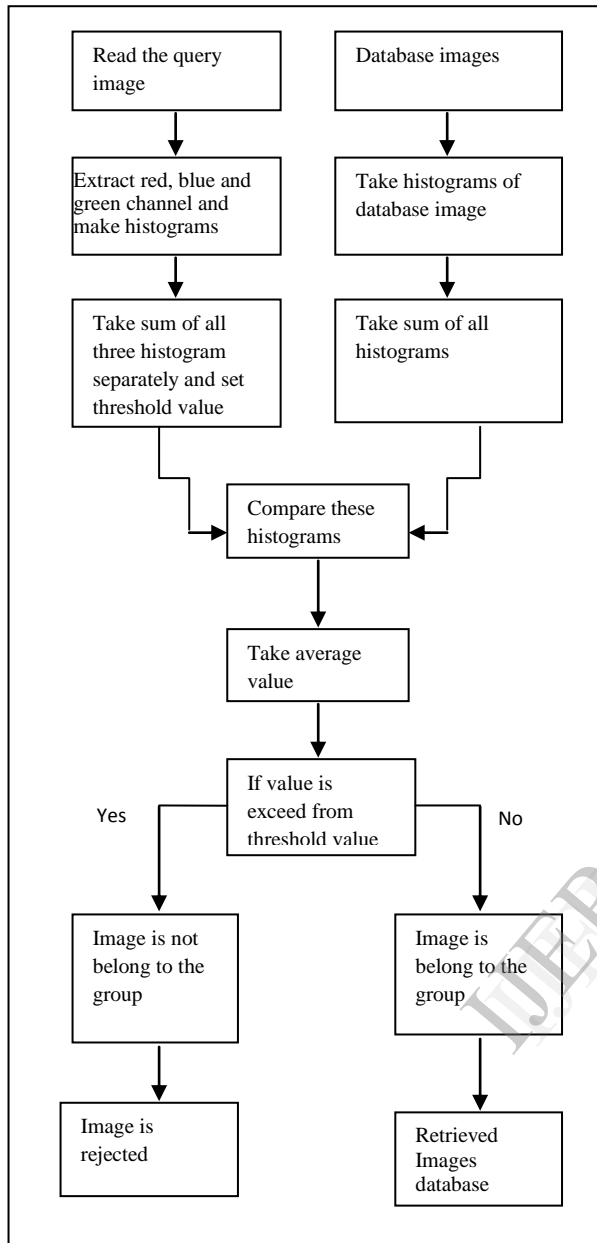 Read the query
image
Database images
Extract red, blue and
green channel and
make histograms
Take histograms of
database image
Take sum of all
three histogram
separately and set
threshold value
Take sum of all
histograms
Compare these
histograms
Take average
value
If value is
exceed from
threshold value
Yes
No
Image is not
belong to the
group
Image is
belong to the
group
Image is
rejected
Retrieved
Images
database